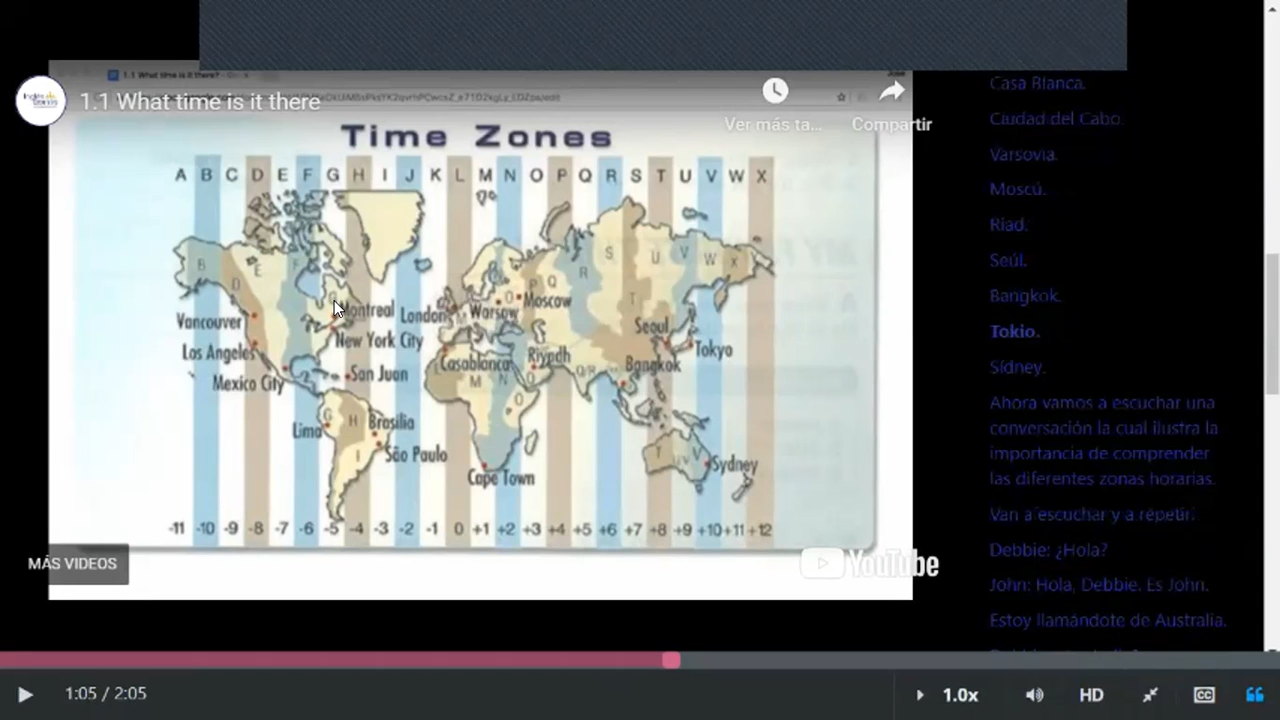 1.1 What time is it there
Ver más ta...
Compartir
Time Zones
A B C D E F G H I J K L M N O P Q R S T U V W X
B
D
E
F
S
U
V
W
X
P
Q
R
O
T
Montreal
London
Warsow
Moscow
Vancouver
New York City
Seoul
Tokyo
Los Angeles
San Juan
Casablanca
Riyadh
Bangkok
Mexico City
M
N
O
Q/R
G
H
Brasilia
Lima
São Paulo
I
T
V
Sydney
Cape Town
-11 -10 -9 -8 -7 -6 -5 -4 -3 -2 -1 0 +1 +2 +3 +4 +5 +6 +7 +8 +9 +10 +11 +12
MÁS VIDEOS
YouTube
Casa Blanca.
Ciudad del Cabo.
Varsovia.
Moscú.
Riad.
Seúl.
Bangkok.
Tokio.
Sídney.
Ahora vamos a escuchar una
conversación la cual ilustra la
importancia de comprender
las diferentes zonas horarias.
Van a escuchar y a repetir.
Debbie: ¿Hola?
John: Hola, Debbie. Es John.
Estoy llamándote de Australia.
1:05 / 2:05
1.0x
HD
CC